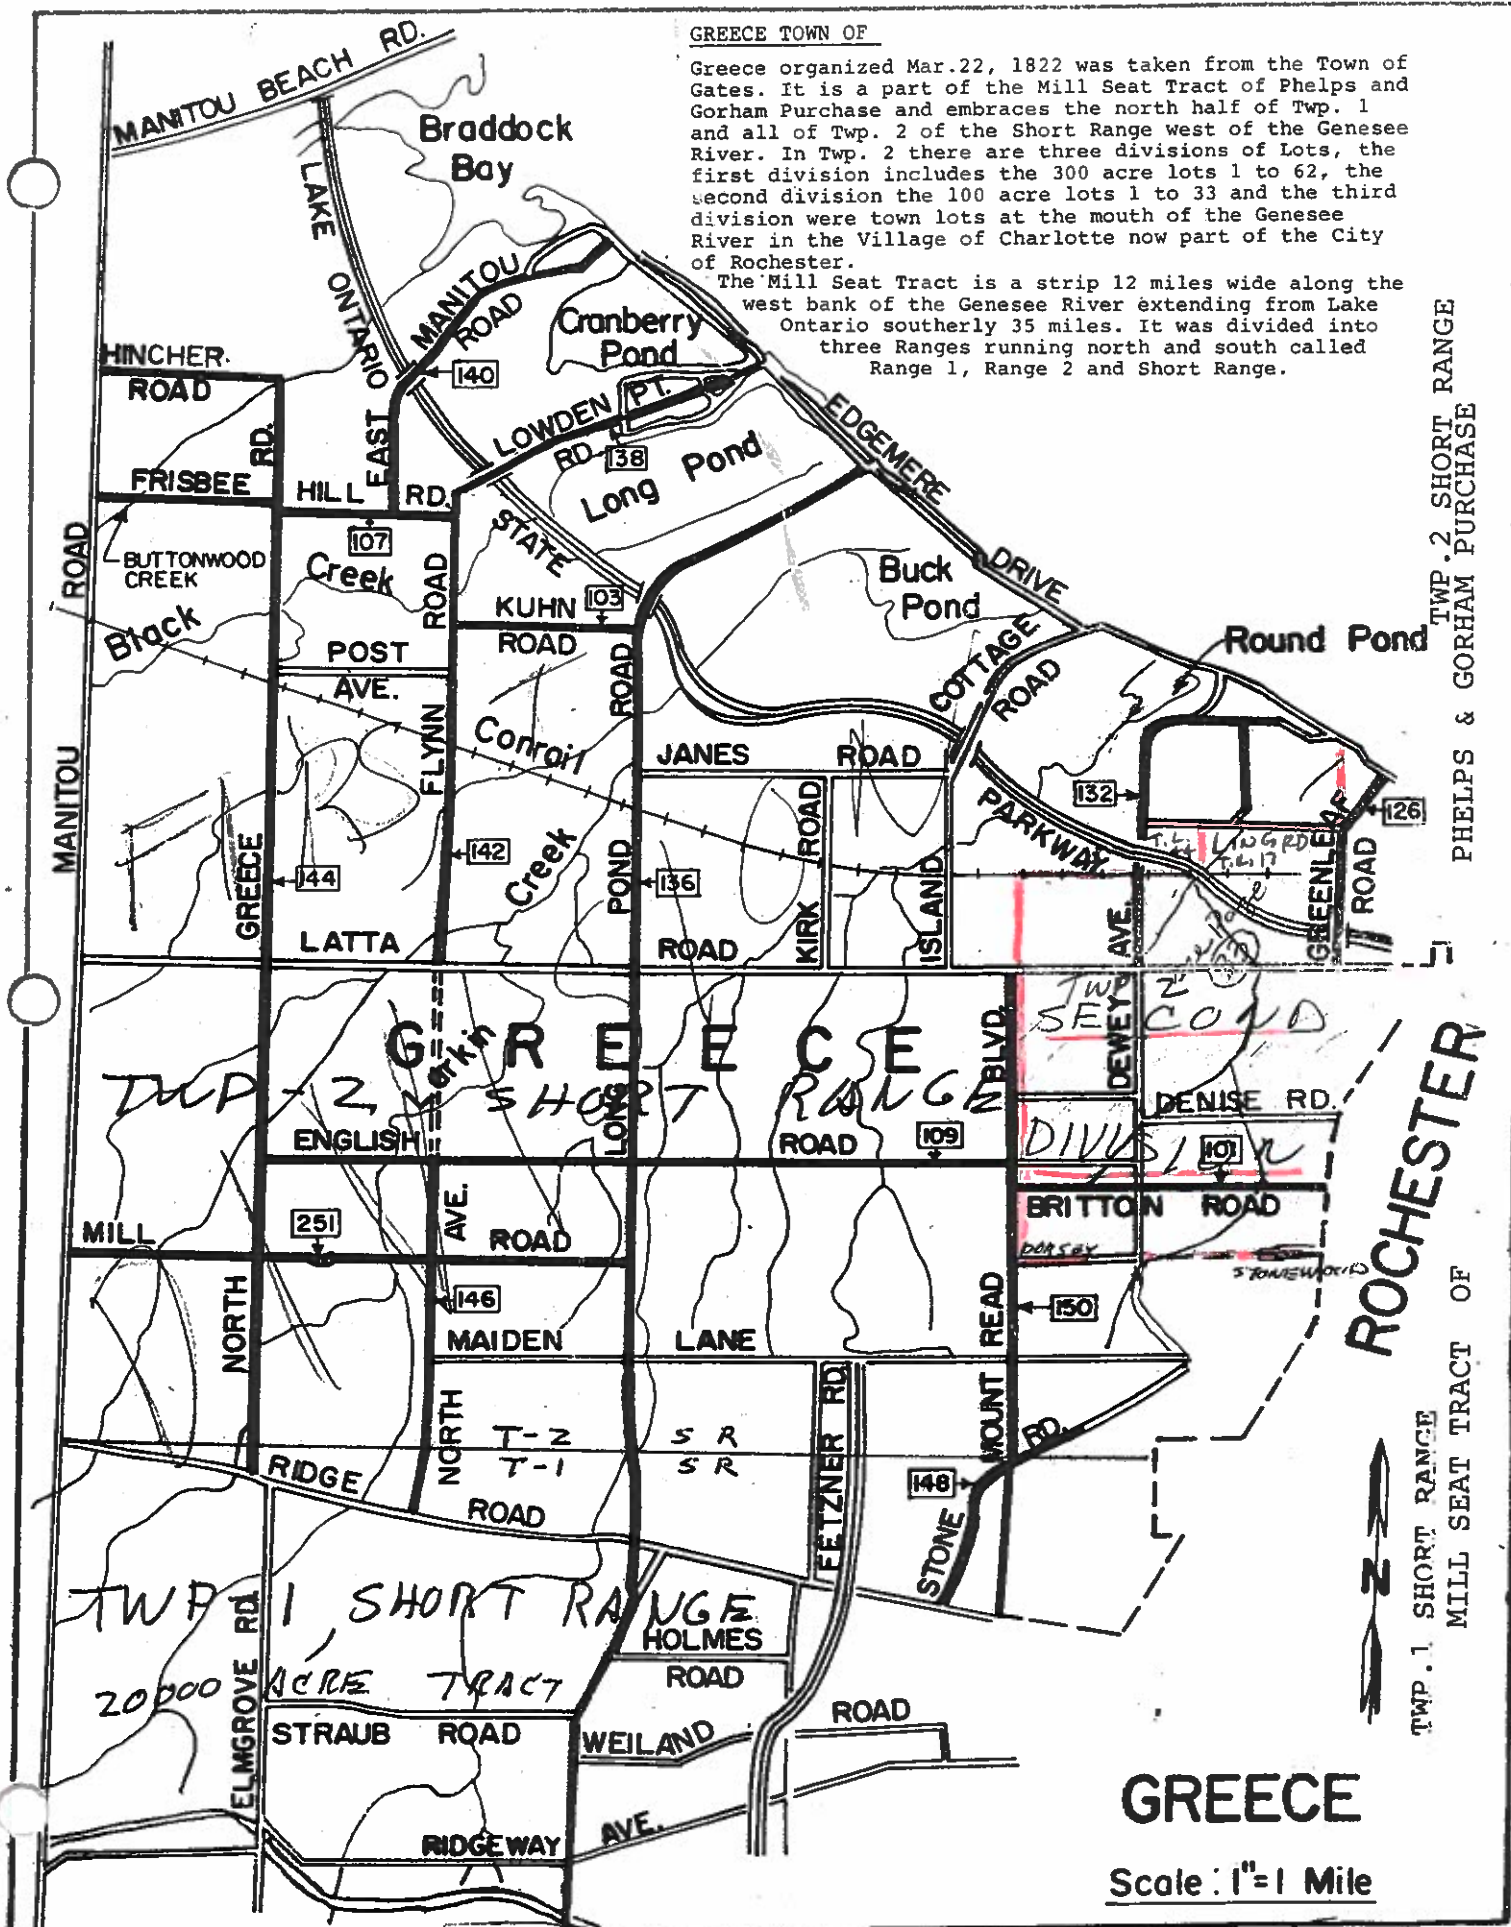 GREECE TOWN OF
Greece organized Mar.22, 1822 was taken from the Town of
Gates. It is a part of the Mill Seat Tract of Phelps and
Gorham Purchase and embraces the north half of Twp. 1
and all of Twp. 2 of the Short Range west of the Genesee
River. In Twp. 2 there are three divisions of Lots, the
first division includes the 300 acre lots 1 to 62, the
second division the 100 acre lots 1 to 33 and the third
division were town lots at the mouth of the Genesee
River in the Village of Charlotte now part of the City
of Rochester.
The Mill Seat Tract is a strip 12 miles wide along the
west bank of the Genesee River extending from Lake
Ontario southerly 35 miles. It was divided into
three Ranges running north and south called
Range 1, Range 2 and Short Range.
TWP.2 SHORT RANGE
PHELPS & GORHAM PURCHASE
MANITOU BEACH RD.
Braddock
Bay
LAKE ONTARIO STATE PARKWAY
EAST MANITOU ROAD
Cranberry
Pond
HINCHER
ROAD
140
LOWDEN PT.
RD.
138
Long Pond
EDGEMERE DRIVE
RD.
FRISBEE HILL RD.
107
BUTTONWOOD
CREEK
MANITOU ROAD
Black Creek
KUHN
ROAD
103
Buck
Pond
COTTAGE
ROAD
Round Pond
POST
AVE.
FLYNN ROAD
Conrail
JANES ROAD
132
126
T.L.
LING RD
T.L. 17
GREENLEAF ROAD
144
142
Creek
136
KIRK ROAD
ISLAND
DEWEY AVE.
LATTA ROAD
LONG POND ROAD
GREECE
Larkin
TWP
2
SECOND
DIVISION
TWP-2, SHORT RANGE
DENISE RD.
ENGLISH ROAD
109
101
BRITTON ROAD
MILL ROAD
251
DORSEY
STONEWOOD
ROCHESTER
NORTH GREECE
146
150
MAIDEN LANE
NORTH AVE.
FETZNER RD.
MOUNT READ BLVD.
T-2 SR
T-1 SR
RIDGE ROAD
148
STONE RD.
TWP 1, SHORT RANGE
20000 ACRE TRACT
HOLMES
ROAD
ELMGROVE RD.
STRAUB ROAD
WEILAND ROAD
RIDGEWAY AVE.
N
TWP.1 SHORT RANGE
MILL SEAT TRACT OF
GREECE
Scale: 1"=1 Mile